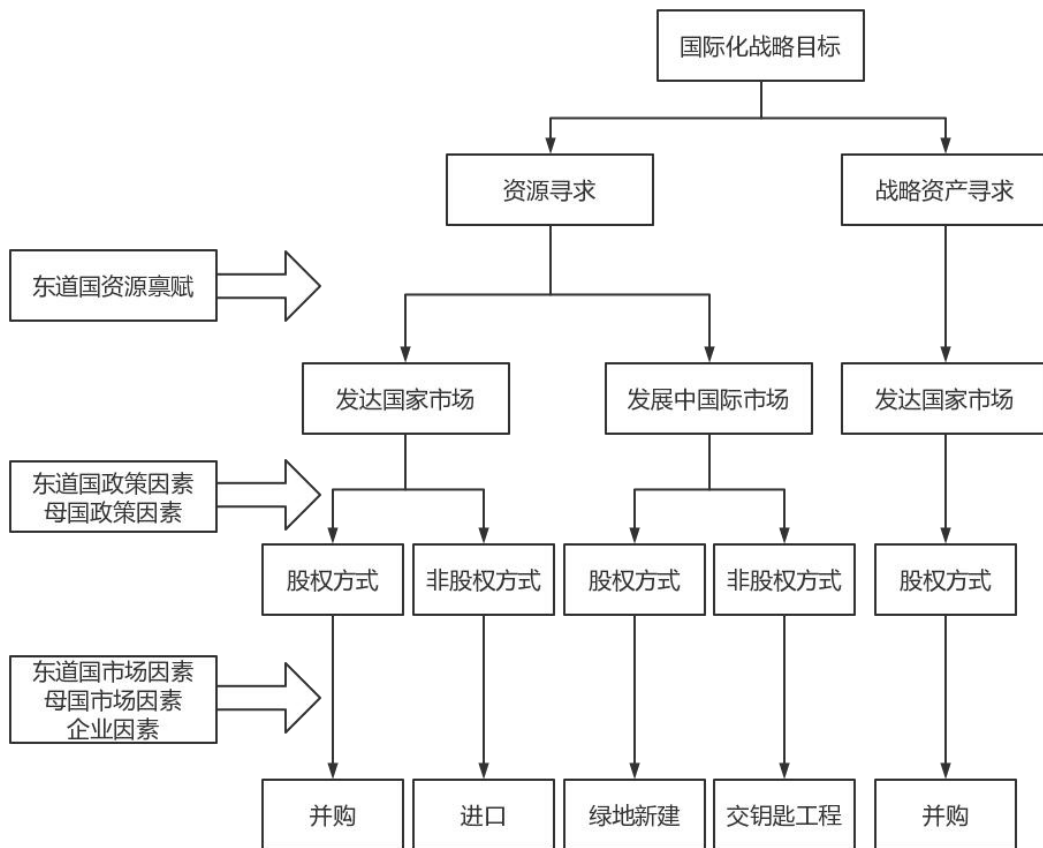 国际化战略目标
资源寻求
战略资产寻求
东道国资源禀赋
发达国家市场
发展中国际市场
发达国家市场
东道国政策因素
母国政策因素
股权方式
非股权方式
股权方式
非股权方式
股权方式
东道国市场因素
母国市场因素
企业因素
并购
进口
绿地新建
交钥匙工程
并购